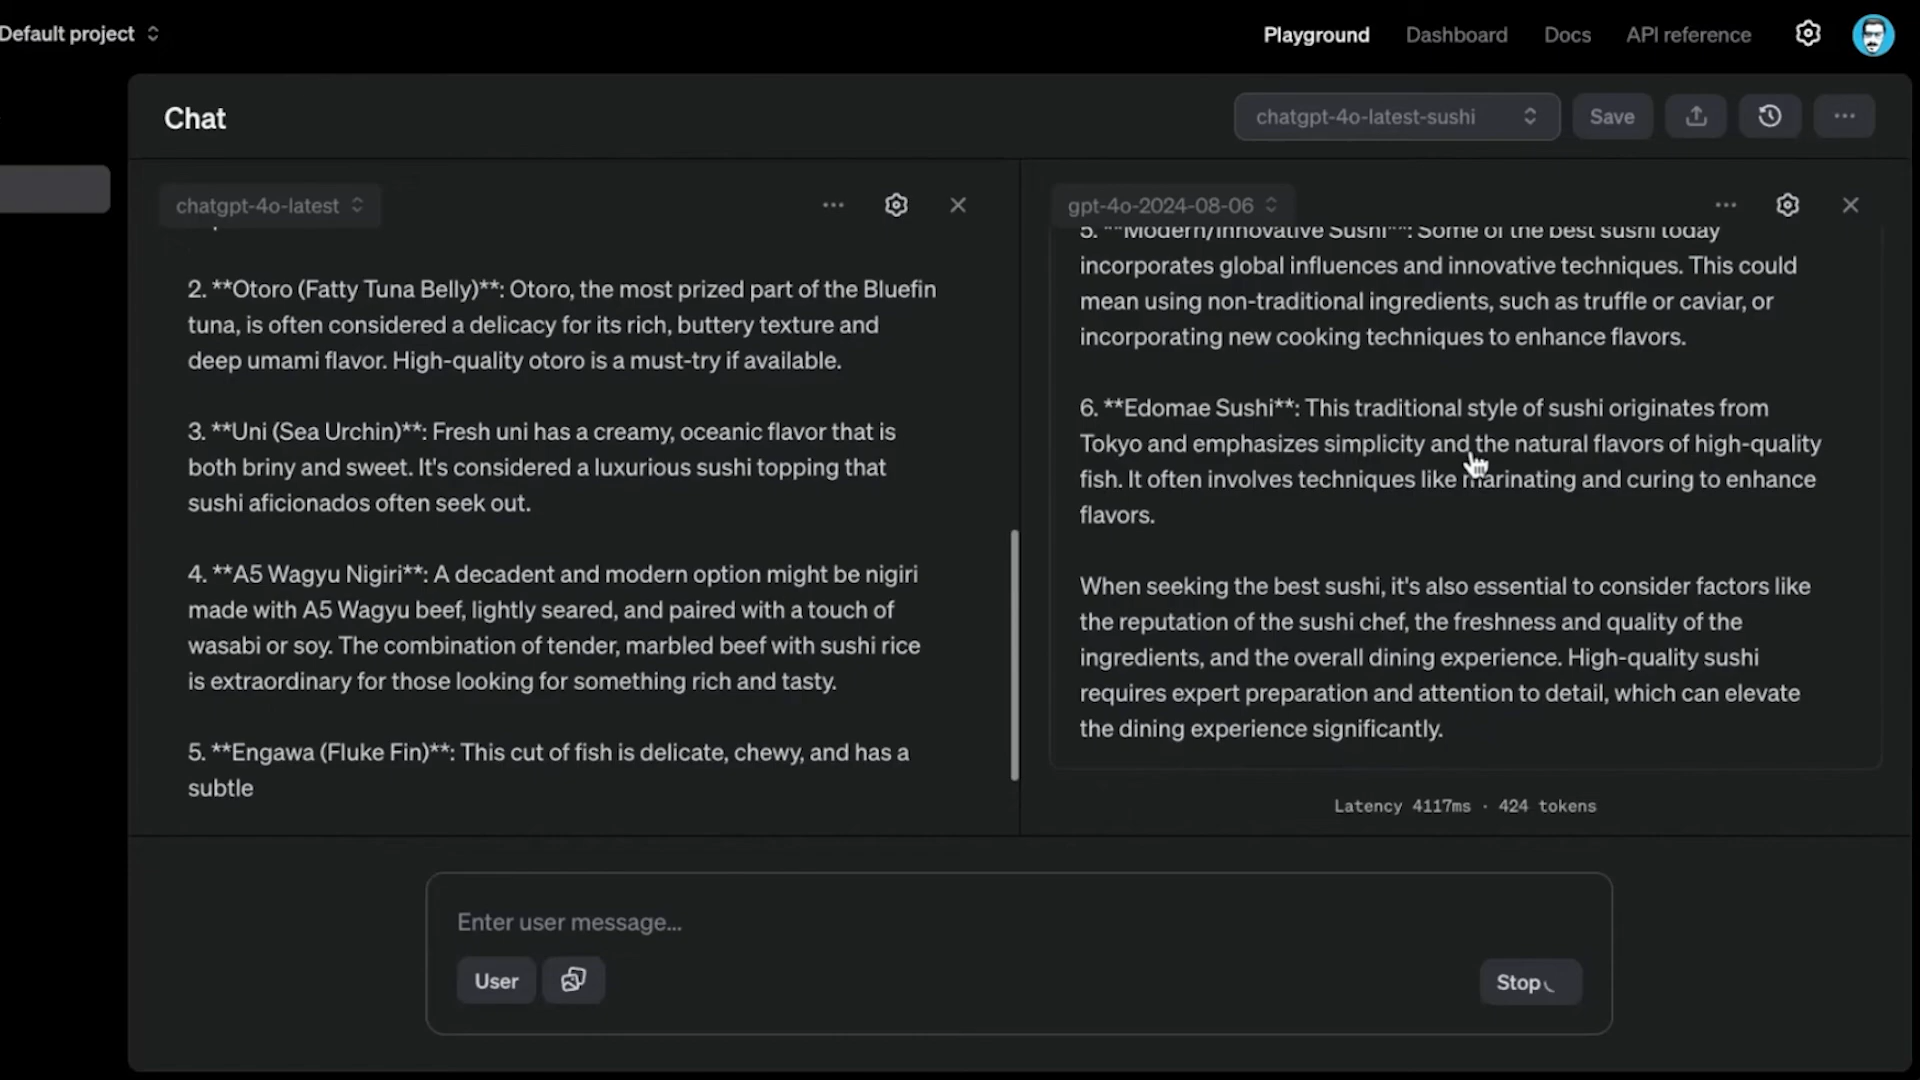 Default project
Playground
Dashboard
Docs
API reference
Chat
chatgpt-4o-latest-sushi
Save
chatgpt-4o-latest
2. **Otoro (Fatty Tuna Belly)**: Otoro, the most prized part of the Bluefin
tuna, is often considered a delicacy for its rich, buttery texture and
deep umami flavor. High-quality otoro is a must-try if available.
3. **Uni (Sea Urchin)**: Fresh uni has a creamy, oceanic flavor that is
both briny and sweet. It's considered a luxurious sushi topping that
sushi aficionados often seek out.
4. **A5 Wagyu Nigiri**: A decadent and modern option might be nigiri
made with A5 Wagyu beef, lightly seared, and paired with a touch of
wasabi or soy. The combination of tender, marbled beef with sushi rice
is extraordinary for those looking for something rich and tasty.
5. **Engawa (Fluke Fin)**: This cut of fish is delicate, chewy, and has a
subtle
gpt-4o-2024-08-06
5. **Modern/Innovative Sushi**: Some of the best sushi today
incorporates global influences and innovative techniques. This could
mean using non-traditional ingredients, such as truffle or caviar, or
incorporating new cooking techniques to enhance flavors.
6. **Edomae Sushi**: This traditional style of sushi originates from
Tokyo and emphasizes simplicity and the natural flavors of high-quality
fish. It often involves techniques like marinating and curing to enhance
flavors.
When seeking the best sushi, it's also essential to consider factors like
the reputation of the sushi chef, the freshness and quality of the
ingredients, and the overall dining experience. High-quality sushi
requires expert preparation and attention to detail, which can elevate
the dining experience significantly.
Latency 4117ms · 424 tokens
Enter user message...
User
Stop